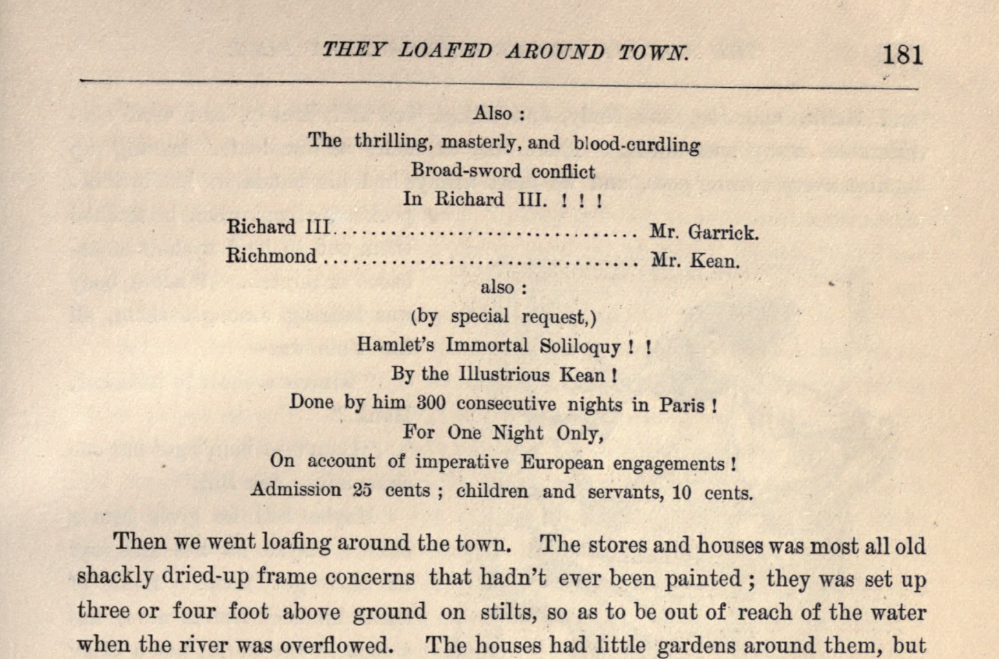 THEY LOAFED AROUND TOWN. 181
Also :
The thrilling, masterly, and blood-curdling
Broad-sword conflict
In Richard III. ! ! !
Richard III................................ Mr. Garrick.
Richmond ................................. Mr. Kean.
also :
(by special request,)
Hamlet's Immortal Soliloquy ! !
By the Illustrious Kean !
Done by him 300 consecutive nights in Paris !
For One Night Only,
On account of imperative European engagements !
Admission 25 cents ; children and servants, 10 cents.
Then we went loafing around the town. The stores and houses was most all old
shackly dried-up frame concerns that hadn't ever been painted ; they was set up
three or four foot above ground on stilts, so as to be out of reach of the water
when the river was overflowed. The houses had little gardens around them, but